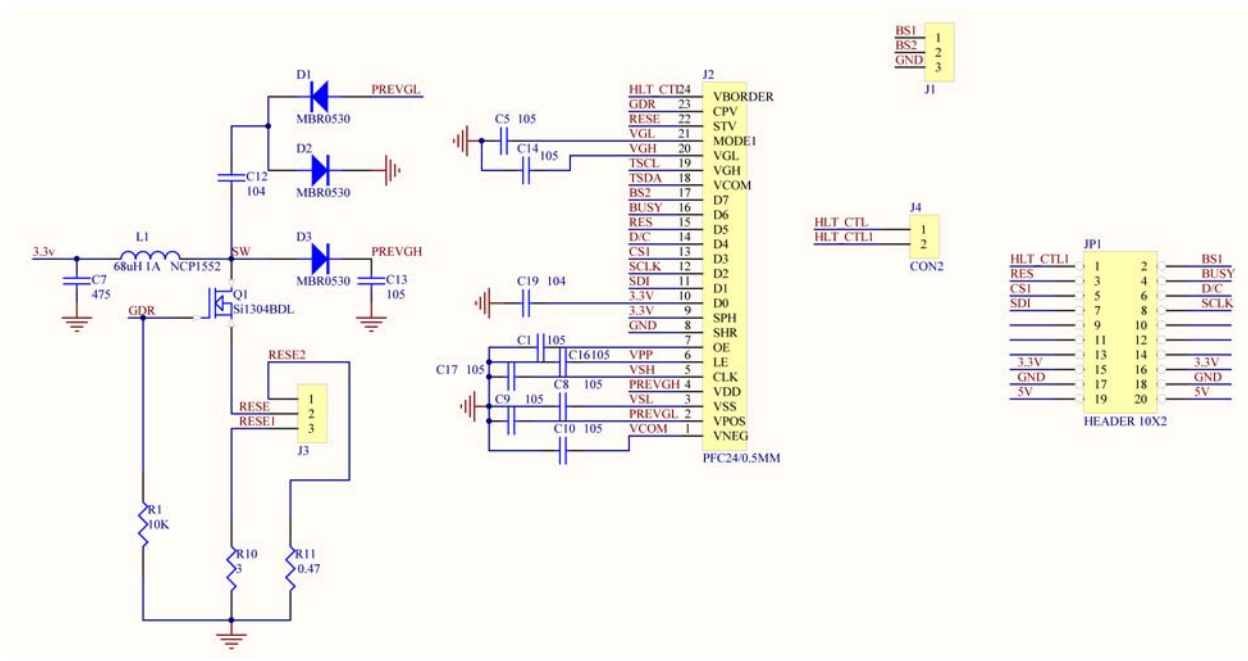 D1
PREVGL
MBR0530
D2
MBR0530
C12
104
L1
3.3v
68uH 1A
NCP1552
SW
D3
PREVGH
MBR0530
C7
475
C13
105
GDR
Q1
Si1304BDL
RESE2
RESE
RESE1
1
2
3
J3
R1
10K
R10
3
R11
0.47
J2
HLT_CTL 24 VBORDER
GDR 23 CPV
RESE 22 STV
VGL 21 MODE1
VGH 20 VGL
TSCL 19 VGH
TSDA 18 VCOM
BS2 17 D7
BUSY 16 D6
RES 15 D5
D/C 14 D4
CS1 13 D3
SCLK 12 D2
SDI 11 D1
3.3V 10 D0
3.3V 9 SPH
GND 8 SHR
7 OE
VPP 6 LE
VSH 5 CLK
PREVGH 4 VDD
VSL 3 VSS
PREVGL 2 VPOS
VCOM 1 VNEG
PFC24/0.5MM
C5 105
C14 105
C19 104
C1 105
C16 105
C17 105
C8 105
C9 105
C10 105
BS1 1
BS2 2
GND 3
J1
J4
HLT_CTL 1
HLT_CTL1 2
CON2
JP1
HLT_CTL1 1 2 BS1
RES 3 4 BUSY
CS1 5 6 D/C
SDI 7 8 SCLK
9 10
11 12
13 14
3.3V 15 16 3.3V
GND 17 18 GND
5V 19 20 5V
HEADER 10X2